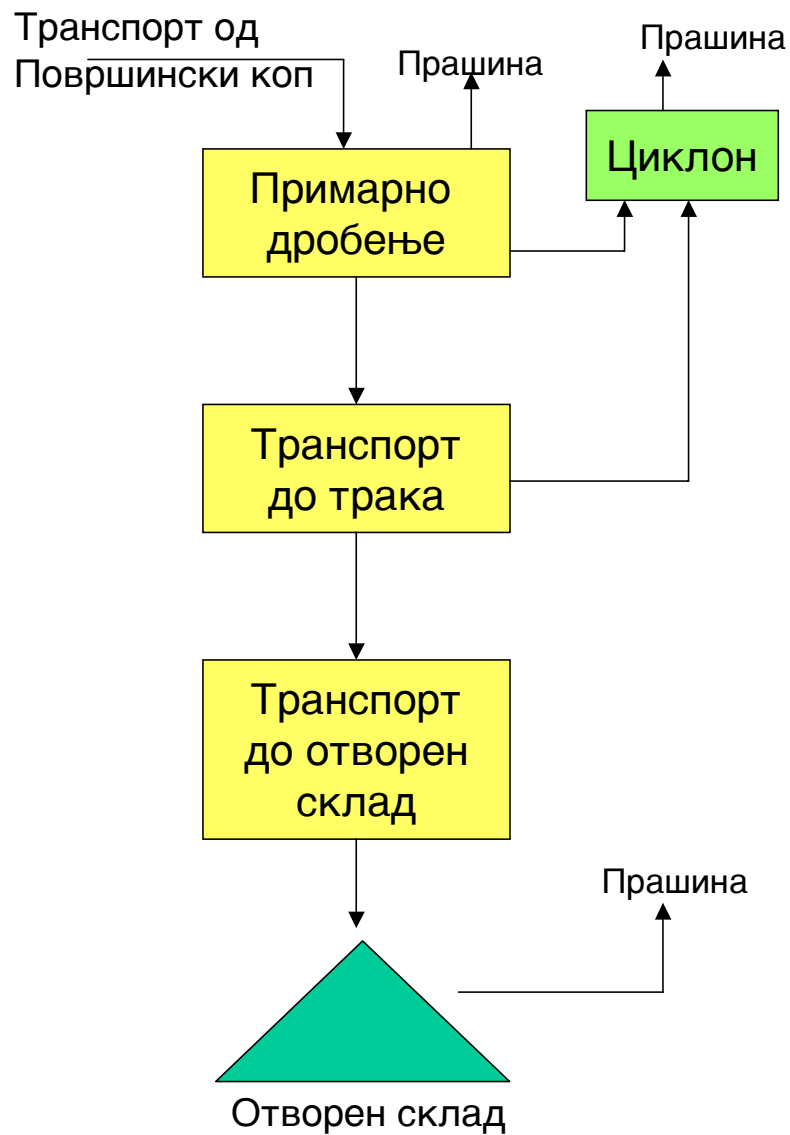 Транспорт од
Површински коп
Прашина
Прашина
Циклон
Примарно
дробење
Транспорт
до трака
Транспорт
до отворен
склад
Прашина
Отворен склад